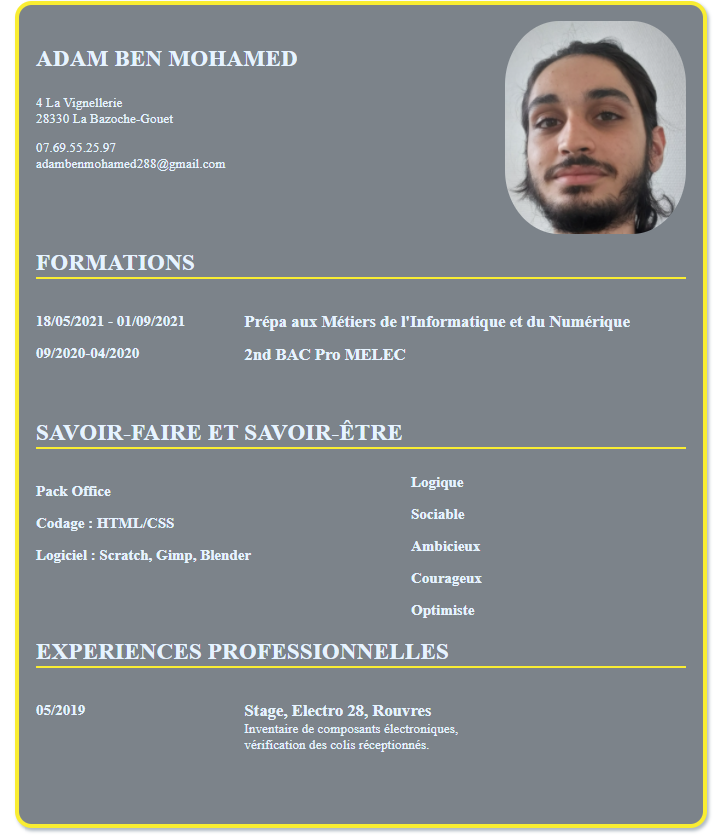 ADAM BEN MOHAMED
4 La Vignellerie
28330 La Bazoche-Gouet
07.69.55.25.97
adambenmohamed288@gmail.com
FORMATIONS
18/05/2021 - 01/09/2021 Prépa aux Métiers de l'Informatique et du Numérique
09/2020-04/2020 2nd BAC Pro MELEC
SAVOIR-FAIRE ET SAVOIR-ÊTRE
Pack Office
Codage : HTML/CSS
Logiciel : Scratch, Gimp, Blender
Logique
Sociable
Ambicieux
Courageux
Optimiste
EXPERIENCES PROFESSIONNELLES
05/2019 Stage, Electro 28, Rouvres
Inventaire de composants électroniques,
vérification des colis réceptionnés.